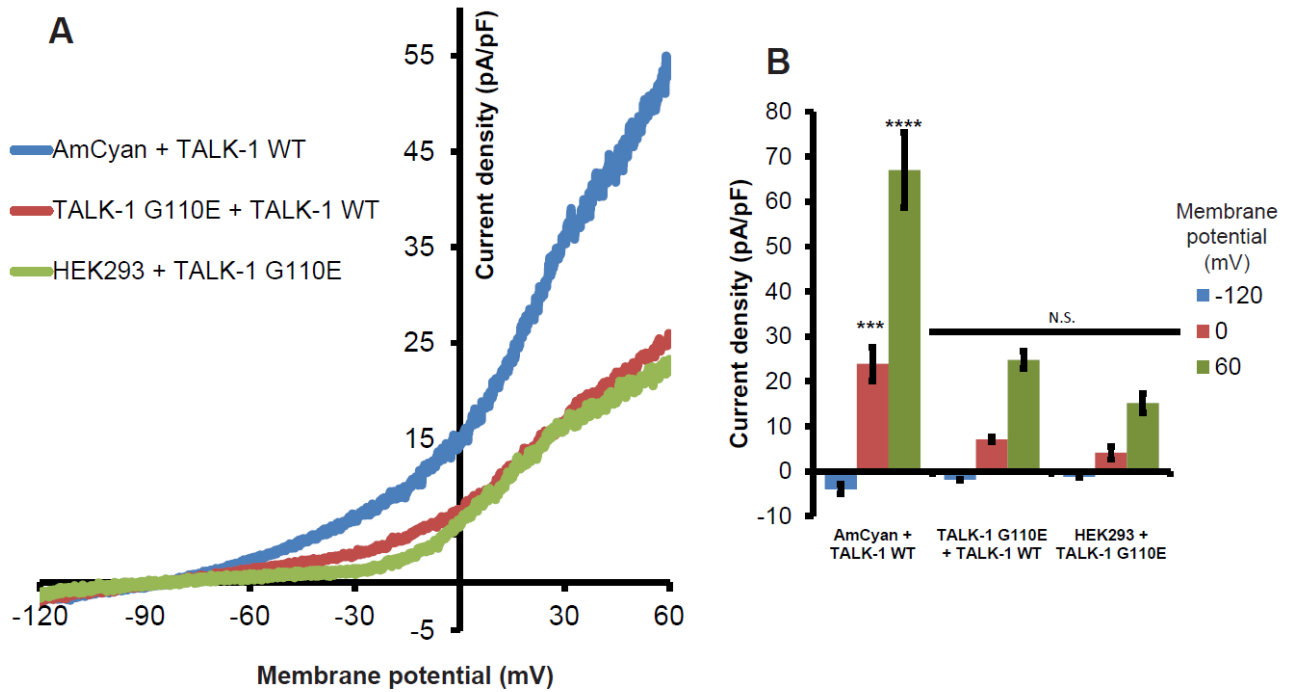 A
Current density (pA/pF)
55
45
35
25
15
-5
AmCyan + TALK-1 WT
TALK-1 G110E + TALK-1 WT
HEK293 + TALK-1 G110E
-120
-90
-60
-30
30
60
Membrane potential (mV)
B
Current density (pA/pF)
80
70
60
50
40
30
20
10
0
-10
****
***
N.S.
AmCyan +
TALK-1 WT
TALK-1 G110E
+ TALK-1 WT
HEK293 +
TALK-1 G110E
Membrane
potential
(mV)
-120
0
60